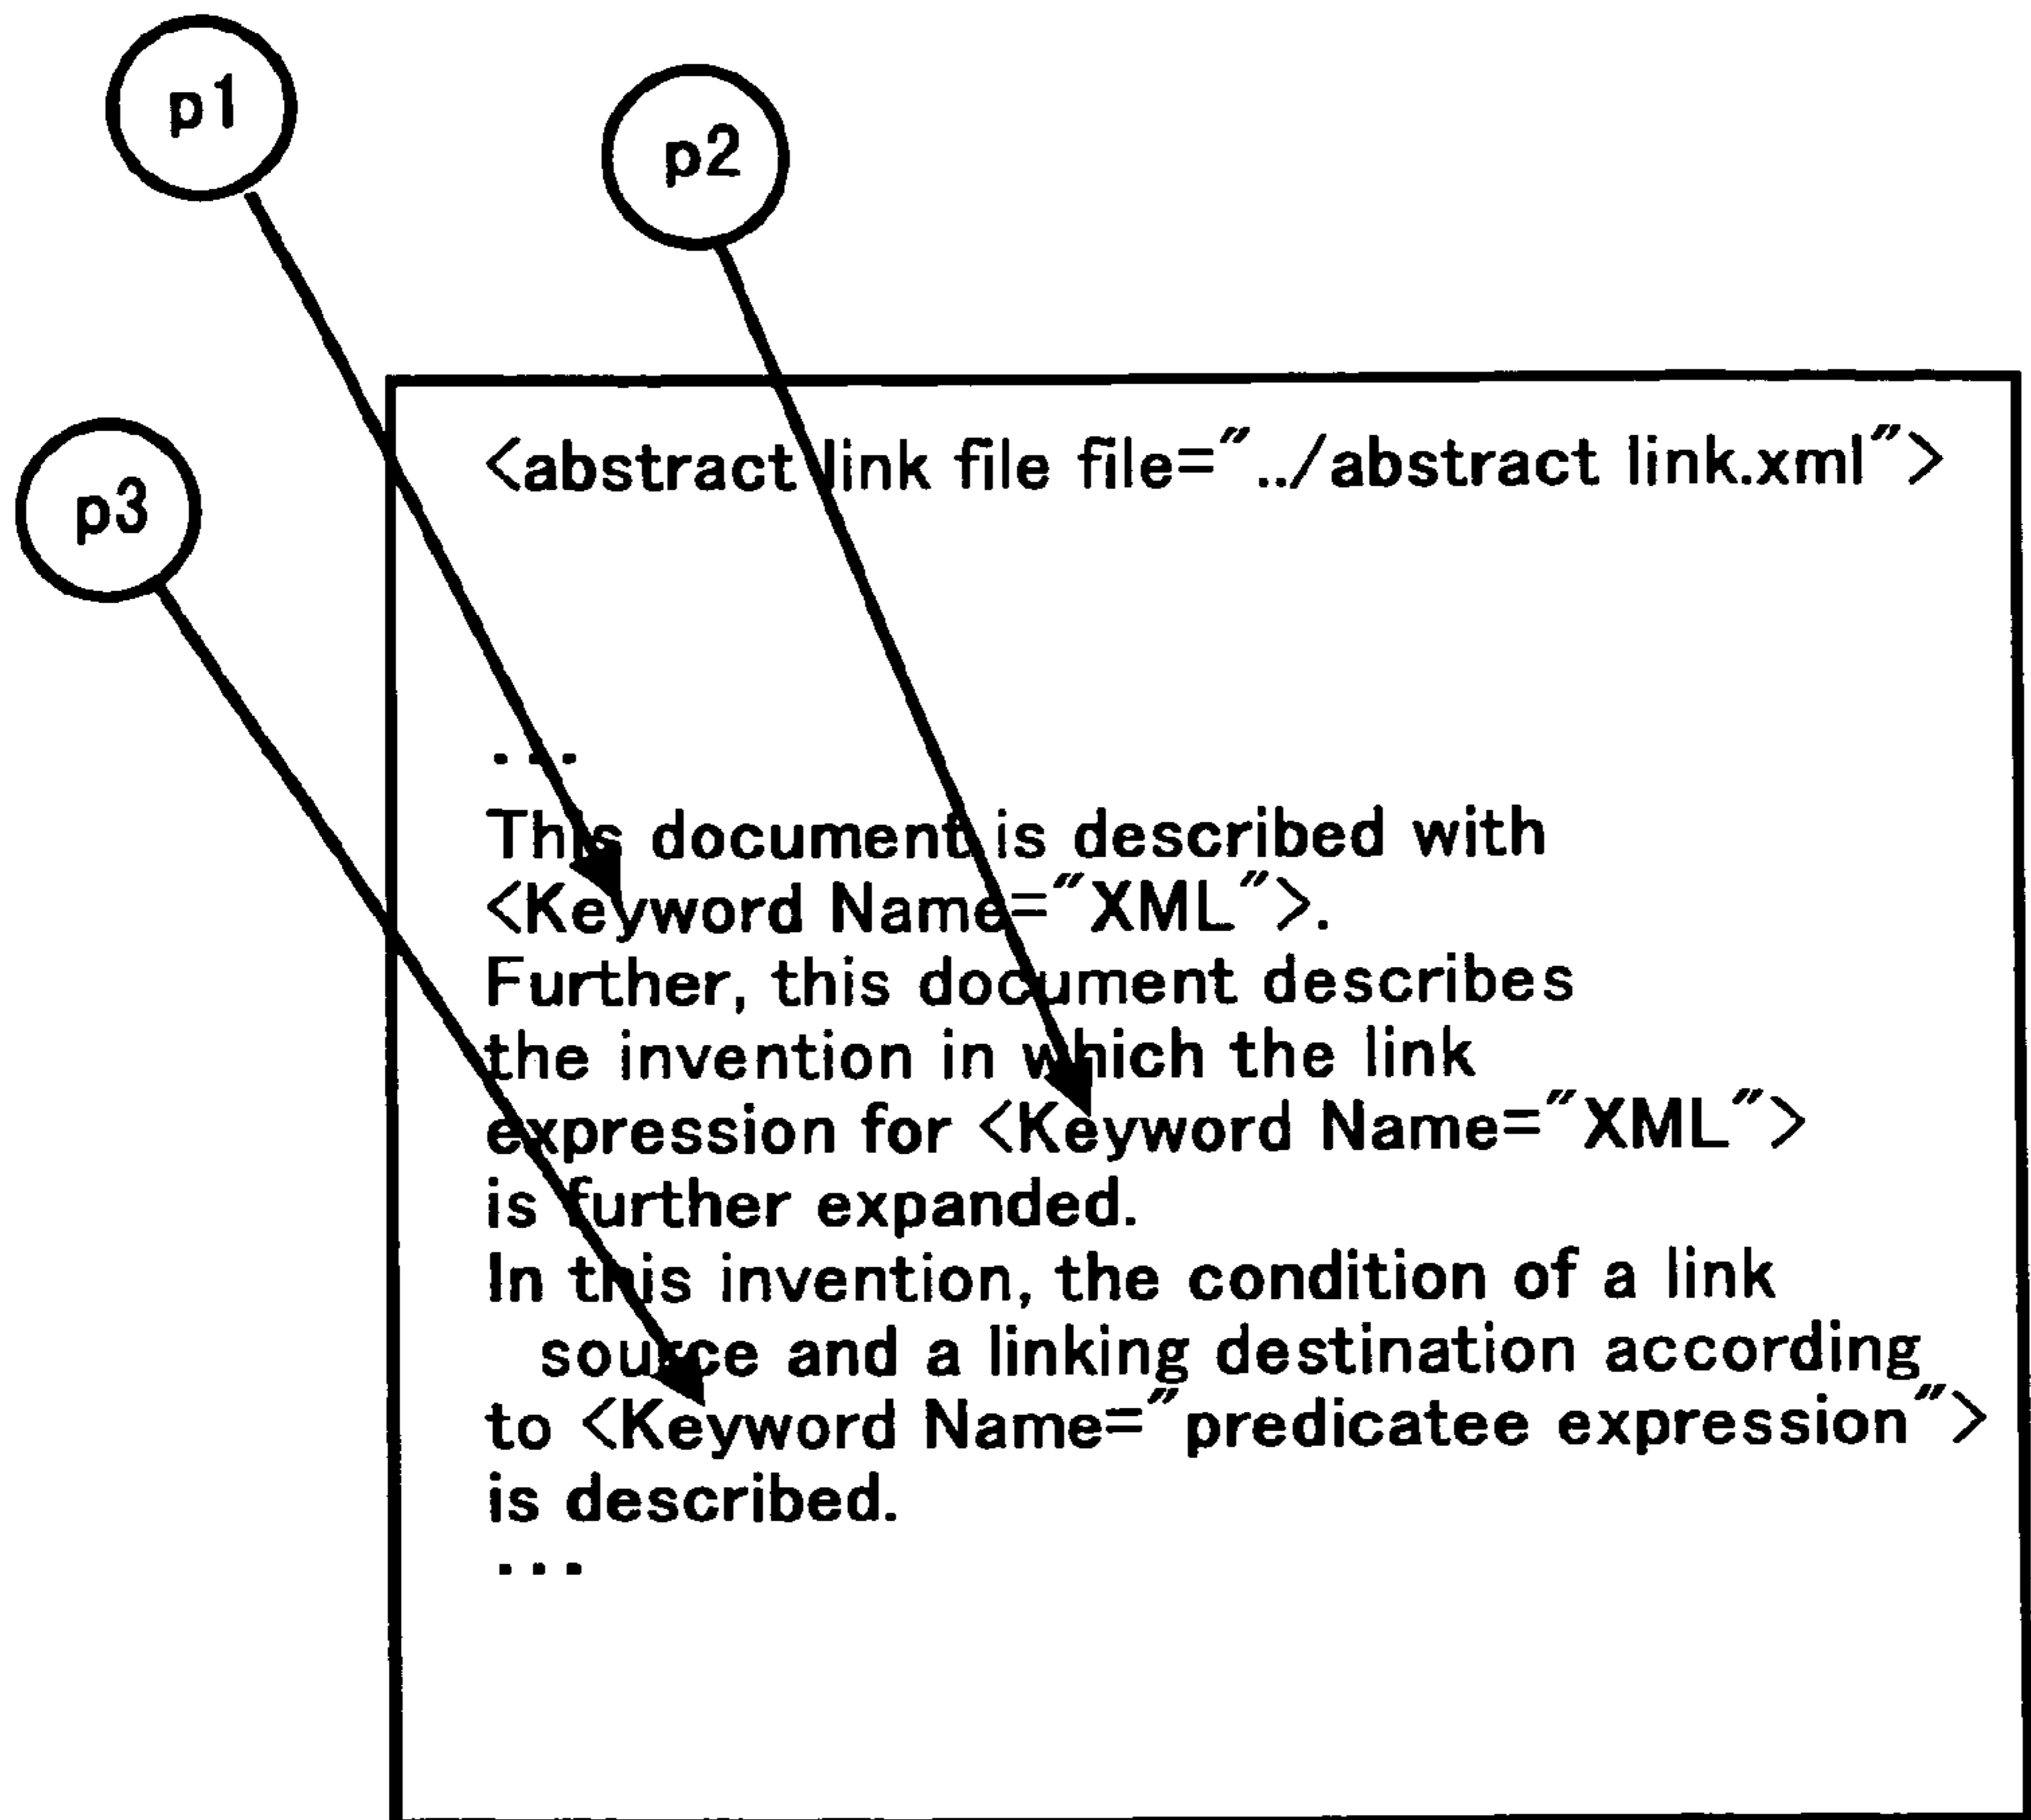 p1
p2
p3
<abstract link file file="../abstract link.xml">
...
This document is described with
<Keyword Name="XML">.
Further, this document describes
the invention in which the link
expression for <Keyword Name="XML">
is further expanded.
In this invention, the condition of a link
source and a linking destination according
to <Keyword Name="predicatee expression">
is described.
...